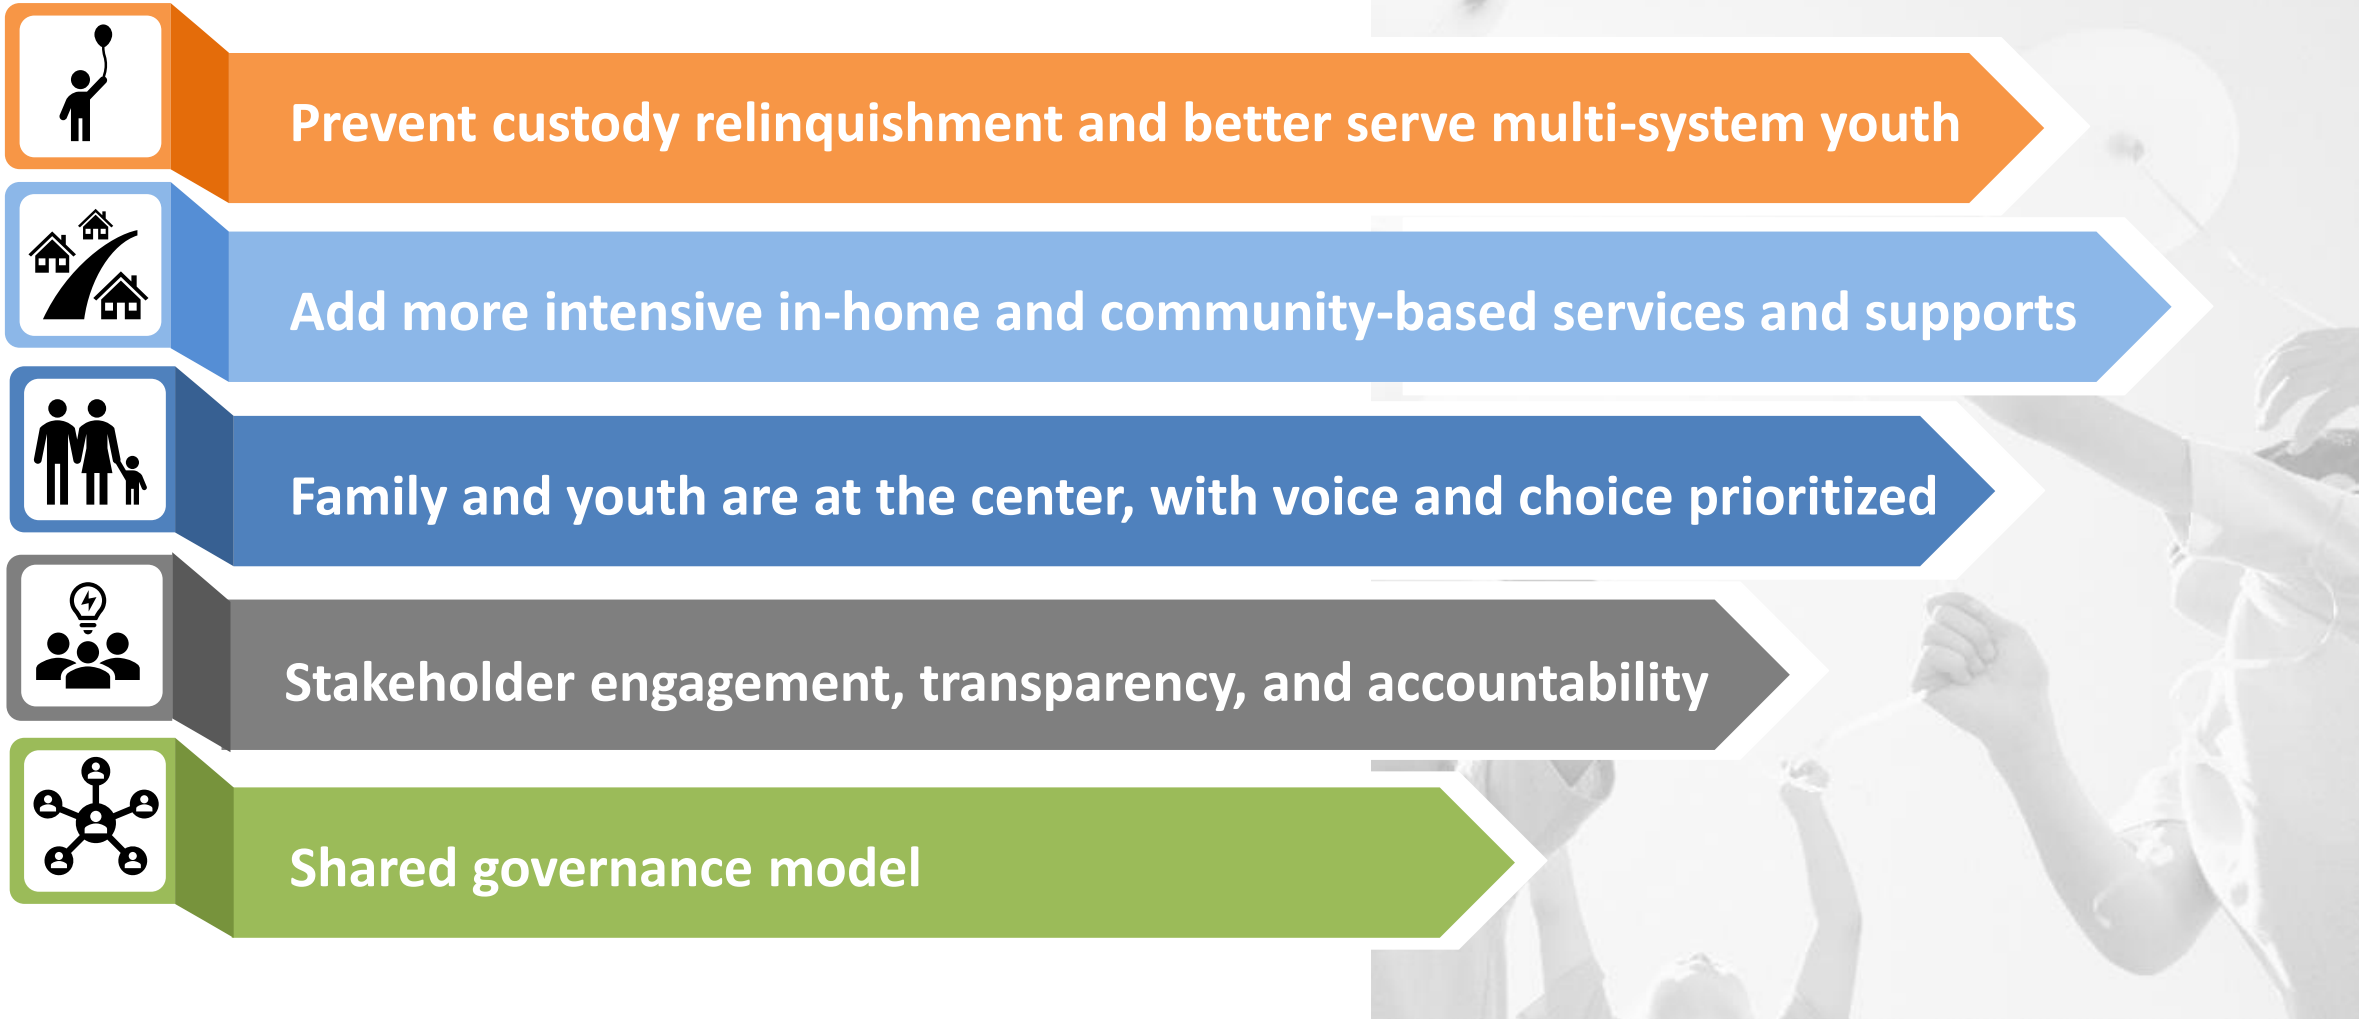 Prevent custody relinquishment and better serve multi-system youth
Add more intensive in-home and community-based services and supports
Family and youth are at the center, with voice and choice prioritized
Stakeholder engagement, transparency, and accountability
Shared governance model